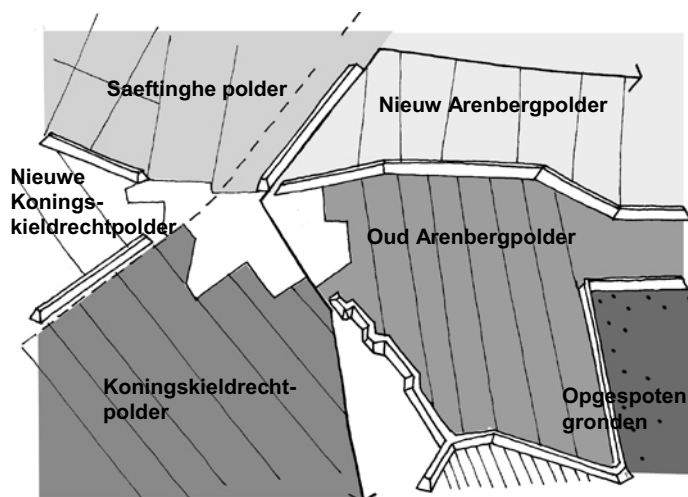 Saeftinghe polder
Nieuw Arenbergpolder
Nieuwe
Konings-
kieldrechtpolder
Oud Arenbergpolder
Koningskieldrecht-
polder
Opgespoten
gronden